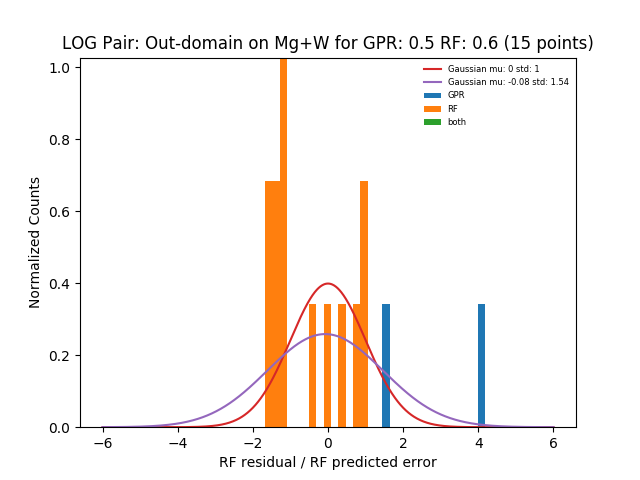 LOG Pair: Out-domain on Mg+W for GPR: 0.5 RF: 0.6 (15 points)
Gaussian mu: 0 std: 1
Gaussian mu: -0.08 std: 1.54
GPR
RF
both
Normalized Counts
1.0
0.8
0.6
0.4
0.2
0.0
−6 −4 −2 0 2 4 6
RF residual / RF predicted error